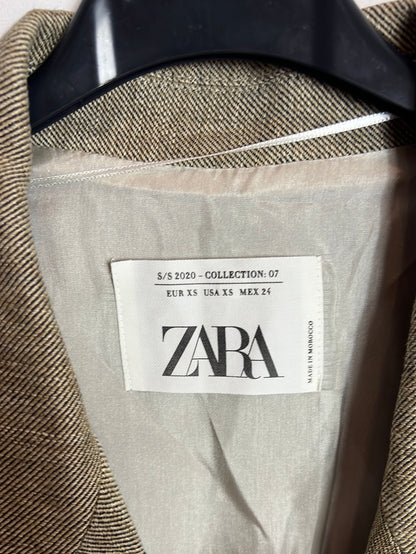 S/S 2020 - COLLECTION: 07
EUR XS USA XS MEX 24
ZARA
MADE IN MOROCCO